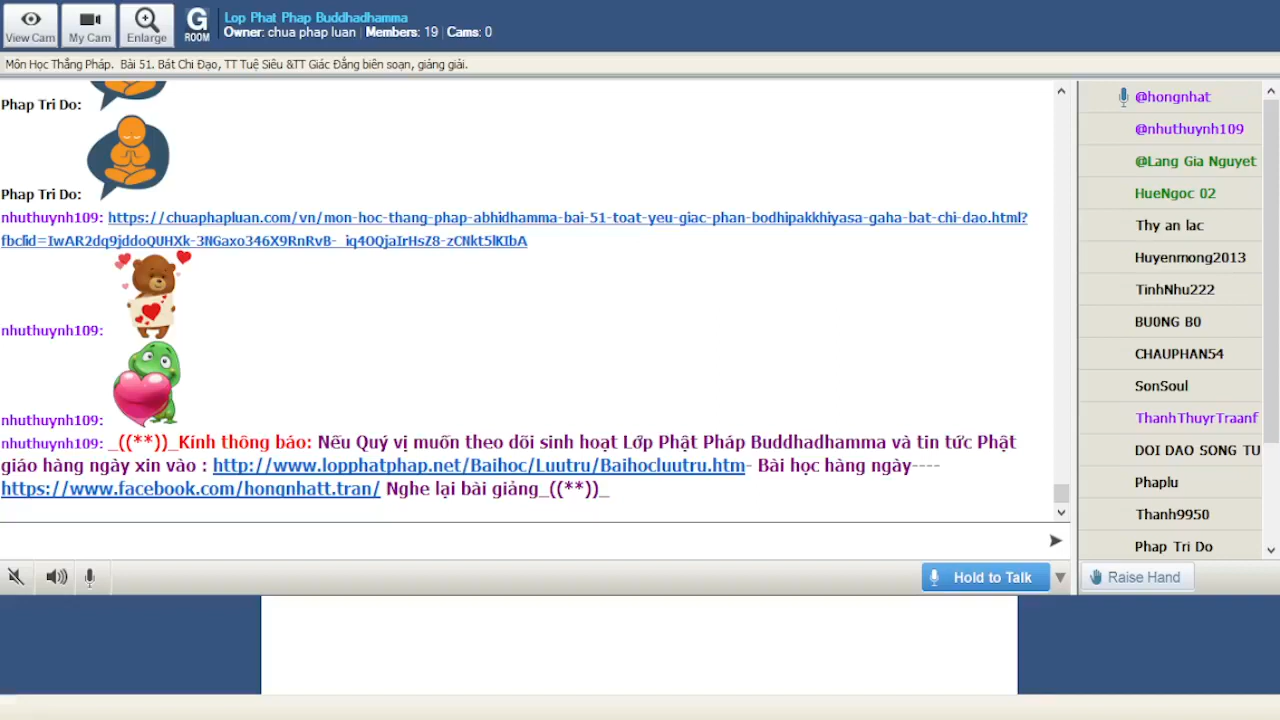 View Cam
My Cam
Enlarge
G
ROOM
Lop Phat Phap Buddhadhamma
Owner: chua phap luan | Members: 19 | Cams: 0
Môn Học Thắng Pháp.  Bài 51. Bát Chi Đạo, TT Tuệ Siêu &TT Giác Đẳng biên soạn, giảng giải.
Phap Tri Do:
Phap Tri Do:
nhuthuynh109: https://chuaphapluan.com/vn/mon-hoc-thang-phap-abhidhamma-bai-51-toat-yeu-giac-phan-bodhipakkhiyasa-gaha-bat-chi-dao.html?
fbclid=IwAR2dq9jddoQUHXk-3NGaxo346X9RnRvB-_iq4OQjaIrHsZ8-zCNkt5lKIbA
nhuthuynh109:
nhuthuynh109:
nhuthuynh109: _((**))_Kính thông báo: Nếu Quý vị muốn theo dõi sinh hoạt Lớp Phật Pháp Buddhadhamma và tin tức Phật
giáo hàng ngày xin vào : http://www.lopphatphap.net/Baihoc/Luutru/Baihocluutru.htm- Bài học hàng ngày----
https://www.facebook.com/hongnhatt.tran/ Nghe lại bài giảng_((**))_
Hold to Talk
@hongnhat
@nhuthuynh109
@Lang Gia Nguyet
HueNgoc 02
Thy an lac
Huyenmong2013
TinhNhu222
BU0NG B0
CHAUPHAN54
SonSoul
ThanhThuyrTraanf
DOI DAO SONG TU
Phaplu
Thanh9950
Phap Tri Do
Raise Hand